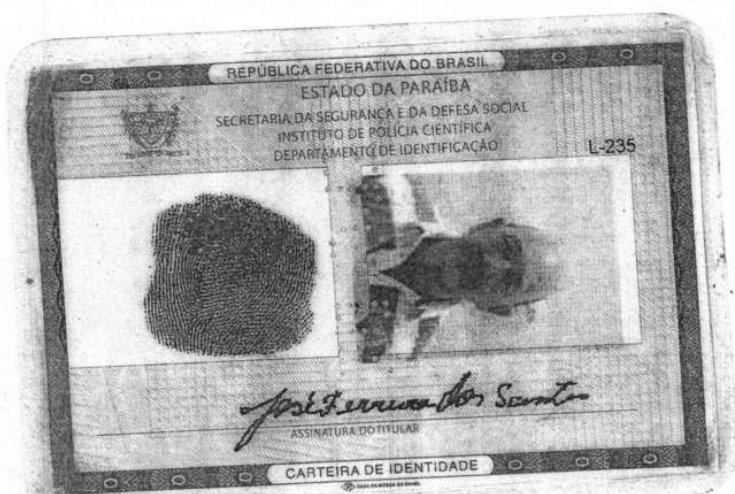 REPÚBLICA FEDERATIVA DO BRASIL
ESTADO DA PARAÍBA
SECRETARIA DA SEGURANÇA E DA DEFESA SOCIAL
INSTITUTO DE POLÍCIA CIENTÍFICA
DEPARTAMENTO DE IDENTIFICAÇÃO
L-235
José Ferreira dos Santos
ASSINATURA DO TITULAR
CARTEIRA DE IDENTIDADE